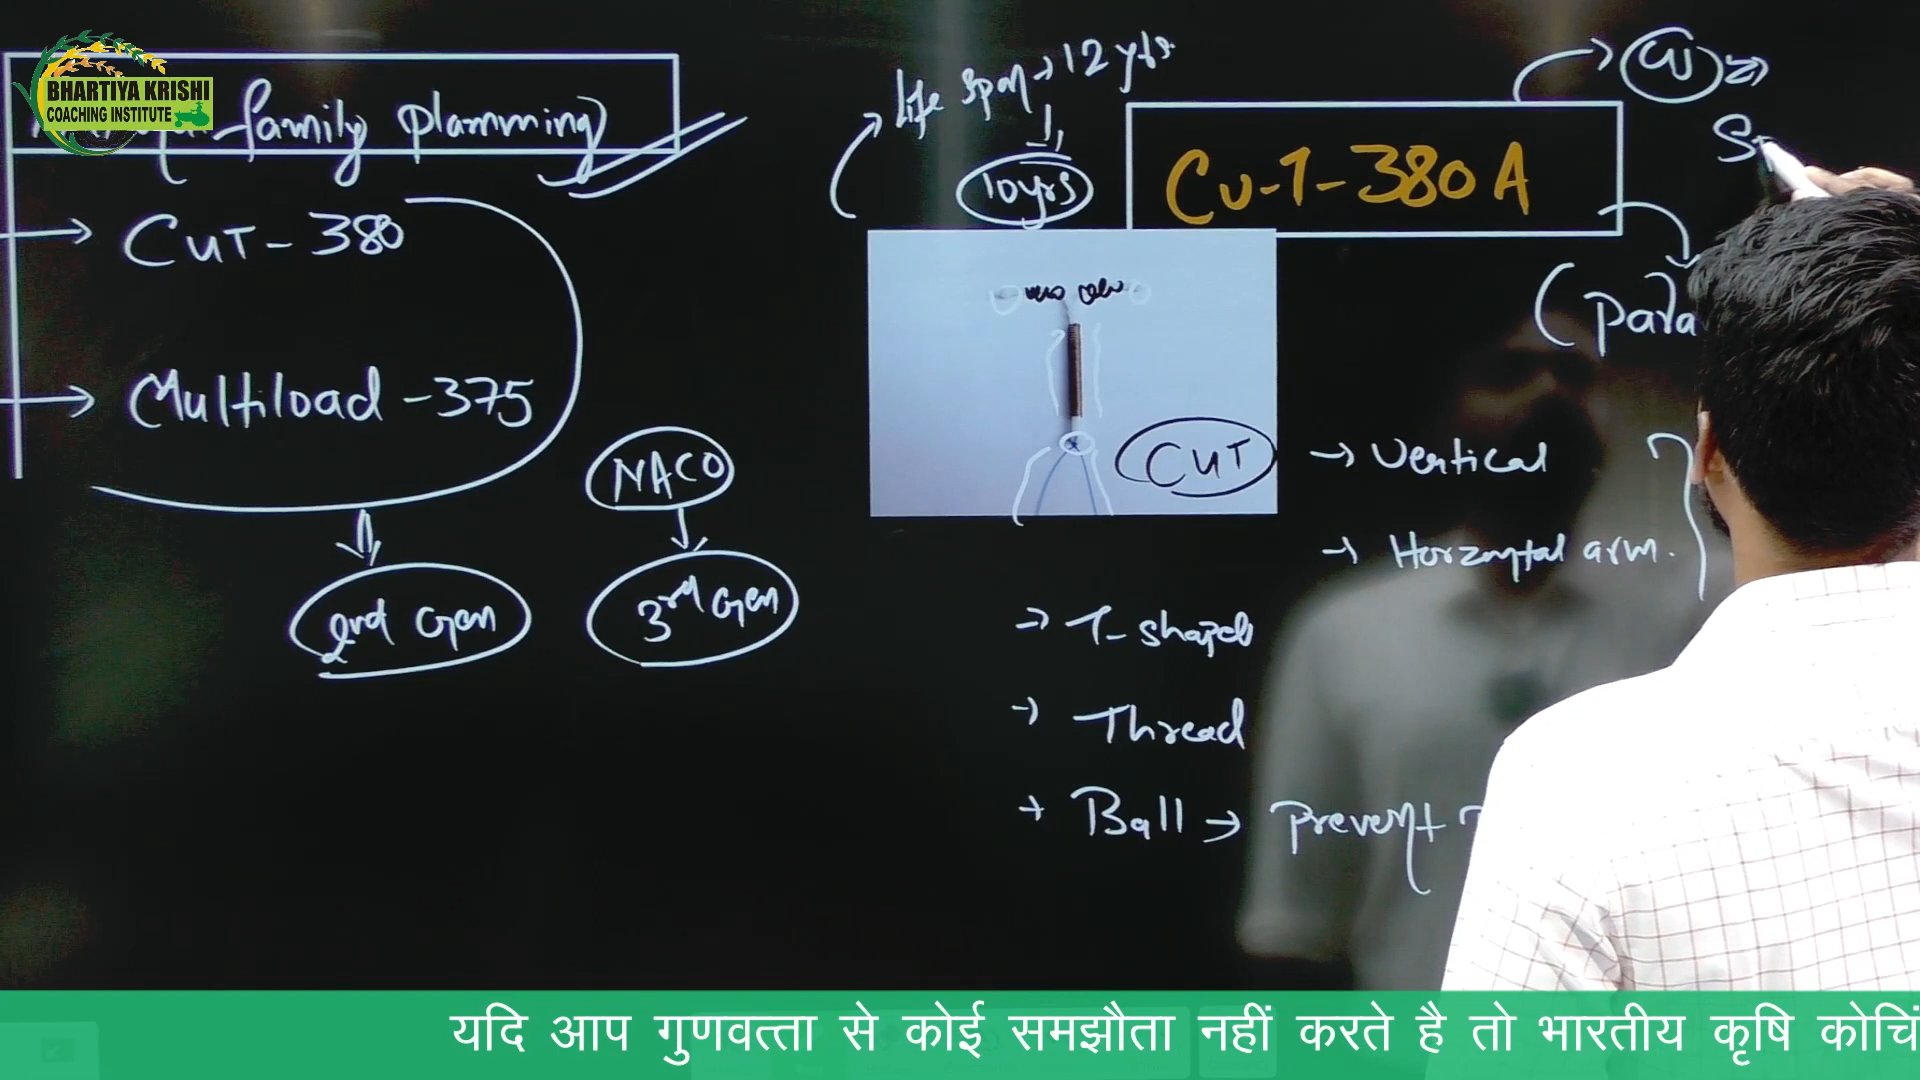 BHARTIYA KRISHI
COACHING INSTITUTE
family planning
CUT - 380
Multiload - 375
NACO
2nd Gen
3rd Gen
Life span → 12 yrs
10 yrs
Cu-T-380 A
Cu
(Para
CUT
→ Vertical
→ Horzontal arm.
→ T-shaped
→ Thread
→ Ball → Prevent
यदि आप गुणवत्ता से कोई समझौता नहीं करते है तो भारतीय कृषि कोचिं